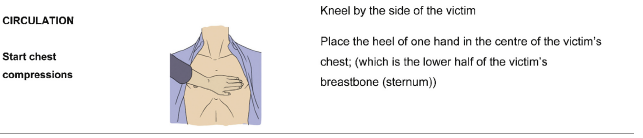 CIRCULATION
Start chest
compressions
Kneel by the side of the victim
Place the heel of one hand in the centre of the victim's
chest; (which is the lower half of the victim's
breastbone (sternum))